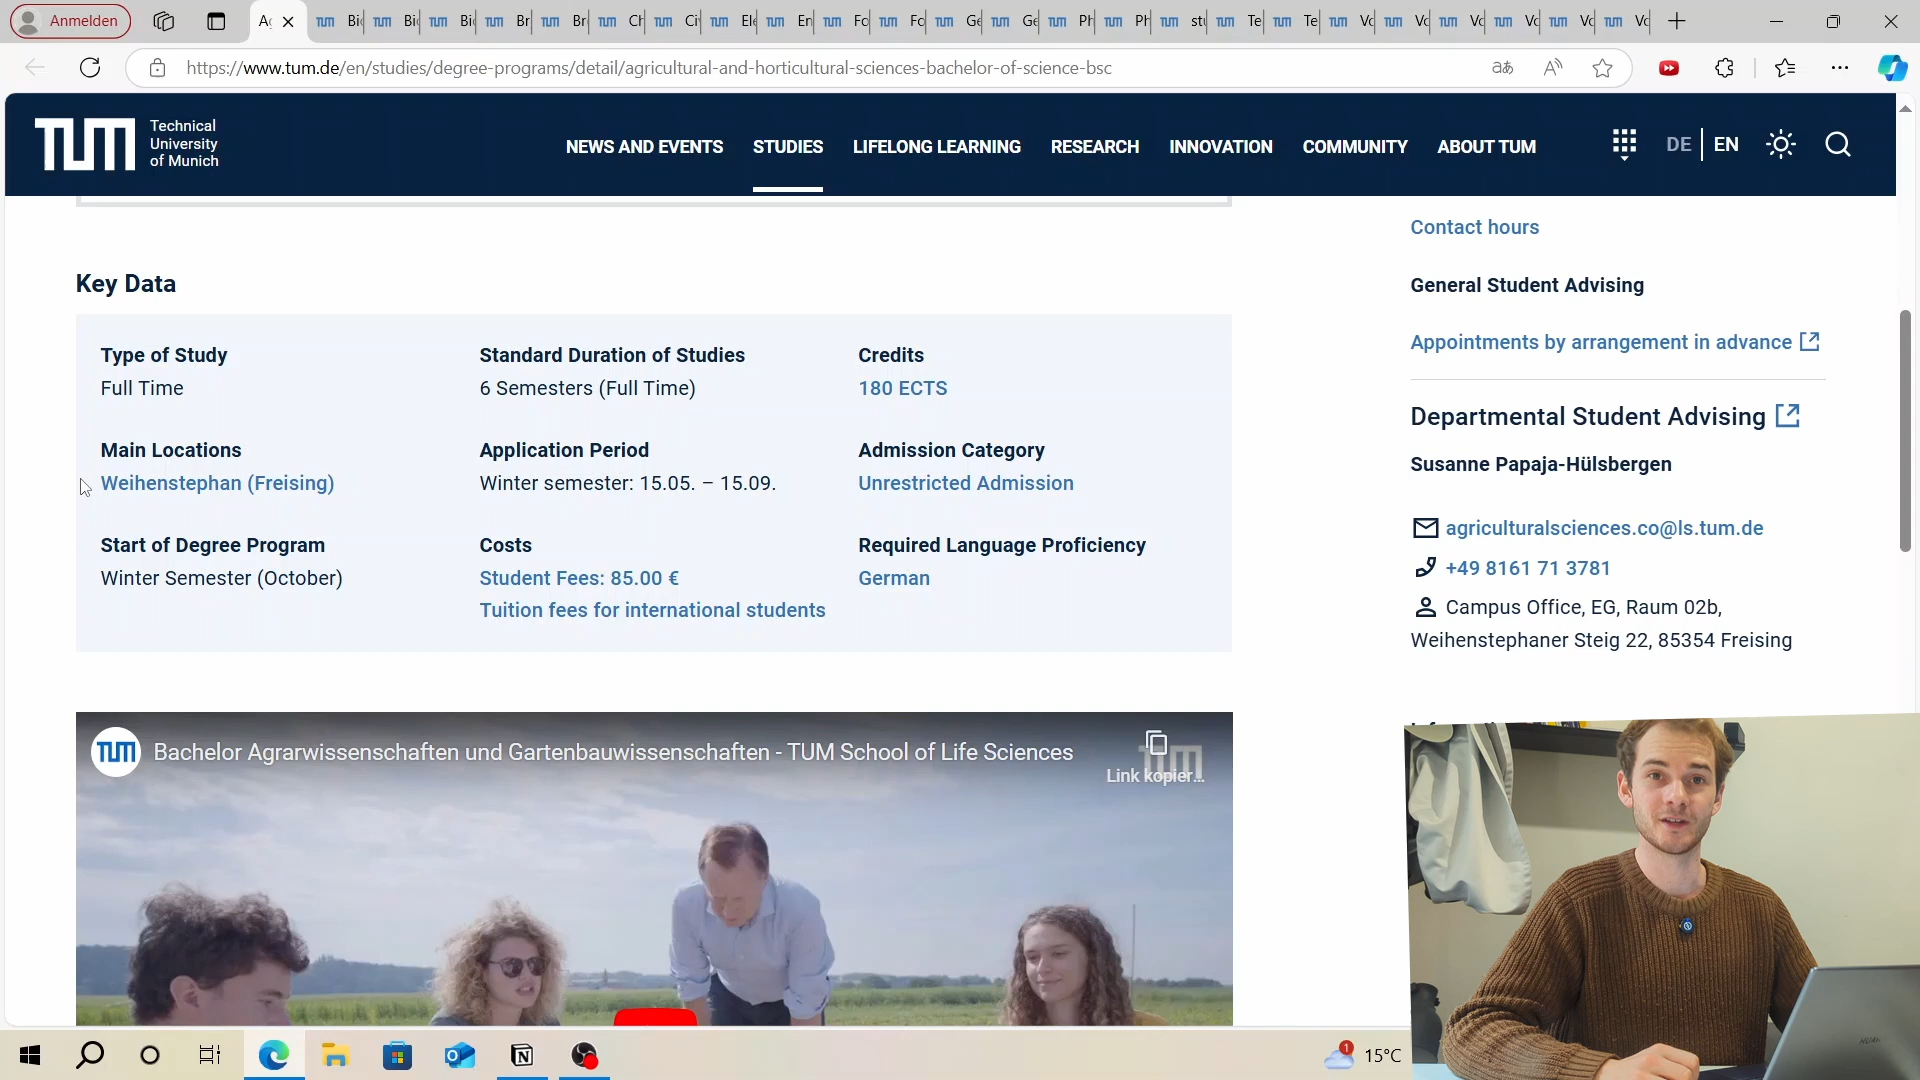 Anmelden
https://www.tum.de/en/studies/degree-programs/detail/agricultural-and-horticultural-sciences-bachelor-of-science-bsc
TUM Technical
University
of Munich
NEWS AND EVENTS STUDIES LIFELONG LEARNING RESEARCH INNOVATION COMMUNITY ABOUT TUM
DE EN
Key Data
Type of Study
Full Time
Standard Duration of Studies
6 Semesters (Full Time)
Credits
180 ECTS
Main Locations
Weihenstephan (Freising)
Application Period
Winter semester: 15.05. – 15.09.
Admission Category
Unrestricted Admission
Start of Degree Program
Winter Semester (October)
Costs
Student Fees: 85.00 €
Tuition fees for international students
Required Language Proficiency
German
Contact hours
General Student Advising
Appointments by arrangement in advance
Departmental Student Advising
Susanne Papaja-Hülsbergen
agriculturalsciences.co@ls.tum.de
+49 8161 71 3781
Campus Office, EG, Raum 02b,
Weihenstephaner Steig 22, 85354 Freising
TUM Bachelor Agrarwissenschaften und Gartenbauwissenschaften - TUM School of Life Sciences
Link kopier...
1
15°C